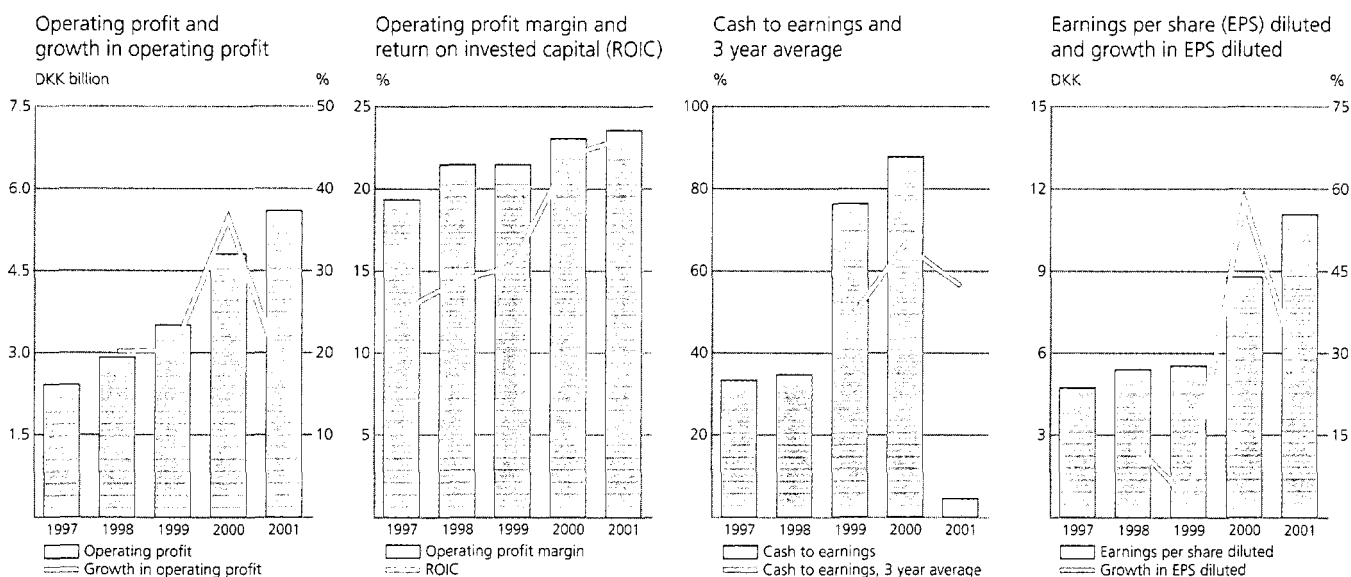 Operating profit and
growth in operating profit
DKK billion %
7.5 50
6.0 40
4.5 30
3.0 20
1.5 10
1997 1998 1999 2000 2001
Operating profit
Growth in operating profit
Operating profit margin and
return on invested capital (ROIC)
%
25
20
15
10
5
1997 1998 1999 2000 2001
Operating profit margin
ROIC
Cash to earnings and
3 year average
%
100
80
60
40
20
1997 1998 1999 2000 2001
Cash to earnings
Cash to earnings, 3 year average
Earnings per share (EPS) diluted
and growth in EPS diluted
DKK %
15 75
12 60
9 45
6 30
3 15
1997 1998 1999 2000 2001
Earnings per share diluted
Growth in EPS diluted